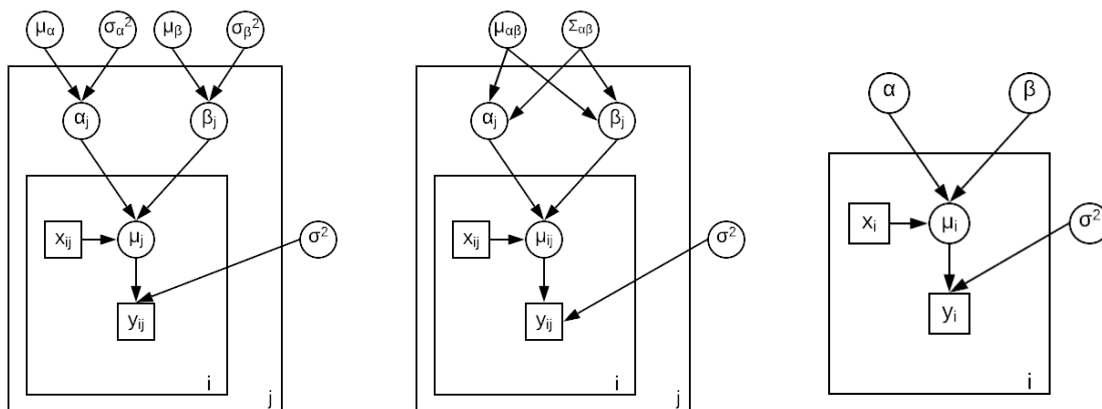 μα σα² μβ σβ²
αj βj
xij μj σ²
yij
i
j
μαβ Σαβ
αj βj
xij μij σ²
yij
i
j
α β
xi μi σ²
yi
i